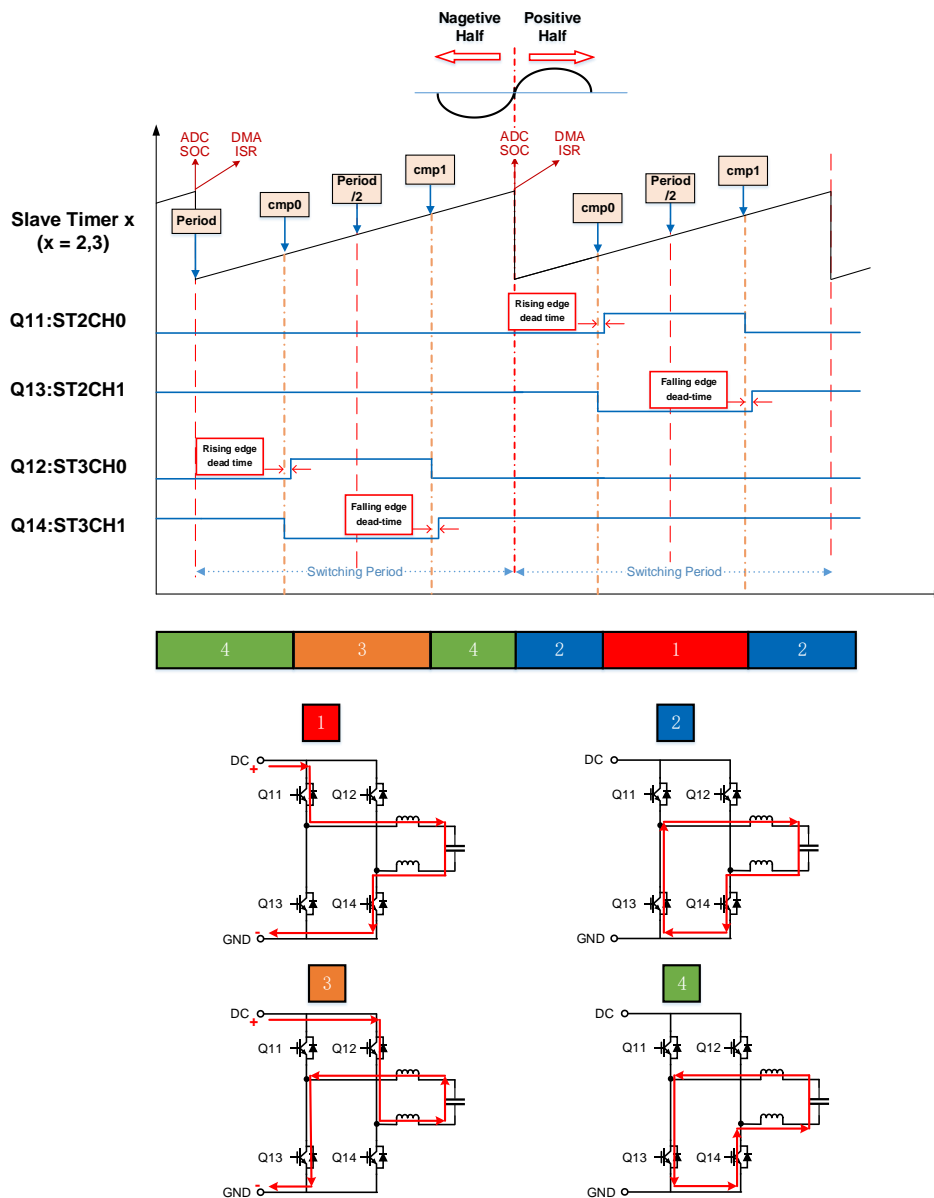 Nagetive
Half
Positive
Half
ADC
SOC
DMA
ISR
ADC
SOC
DMA
ISR
Slave Timer x
(x = 2,3)
Period
cmp0
Period
/2
cmp1
cmp0
Period
/2
cmp1
Q11:ST2CH0
Rising edge
dead time
Q13:ST2CH1
Falling edge
dead-time
Q12:ST3CH0
Rising edge
dead time
Q14:ST3CH1
Falling edge
dead-time
Switching Period
Switching Period
4
3
4
2
1
2
1
DC
+
Q11
Q12
Q13
Q14
-
GND
2
DC
Q11
Q12
Q13
Q14
GND
3
DC
+
Q11
Q12
Q13
Q14
-
GND
4
DC
Q11
Q12
Q13
Q14
GND